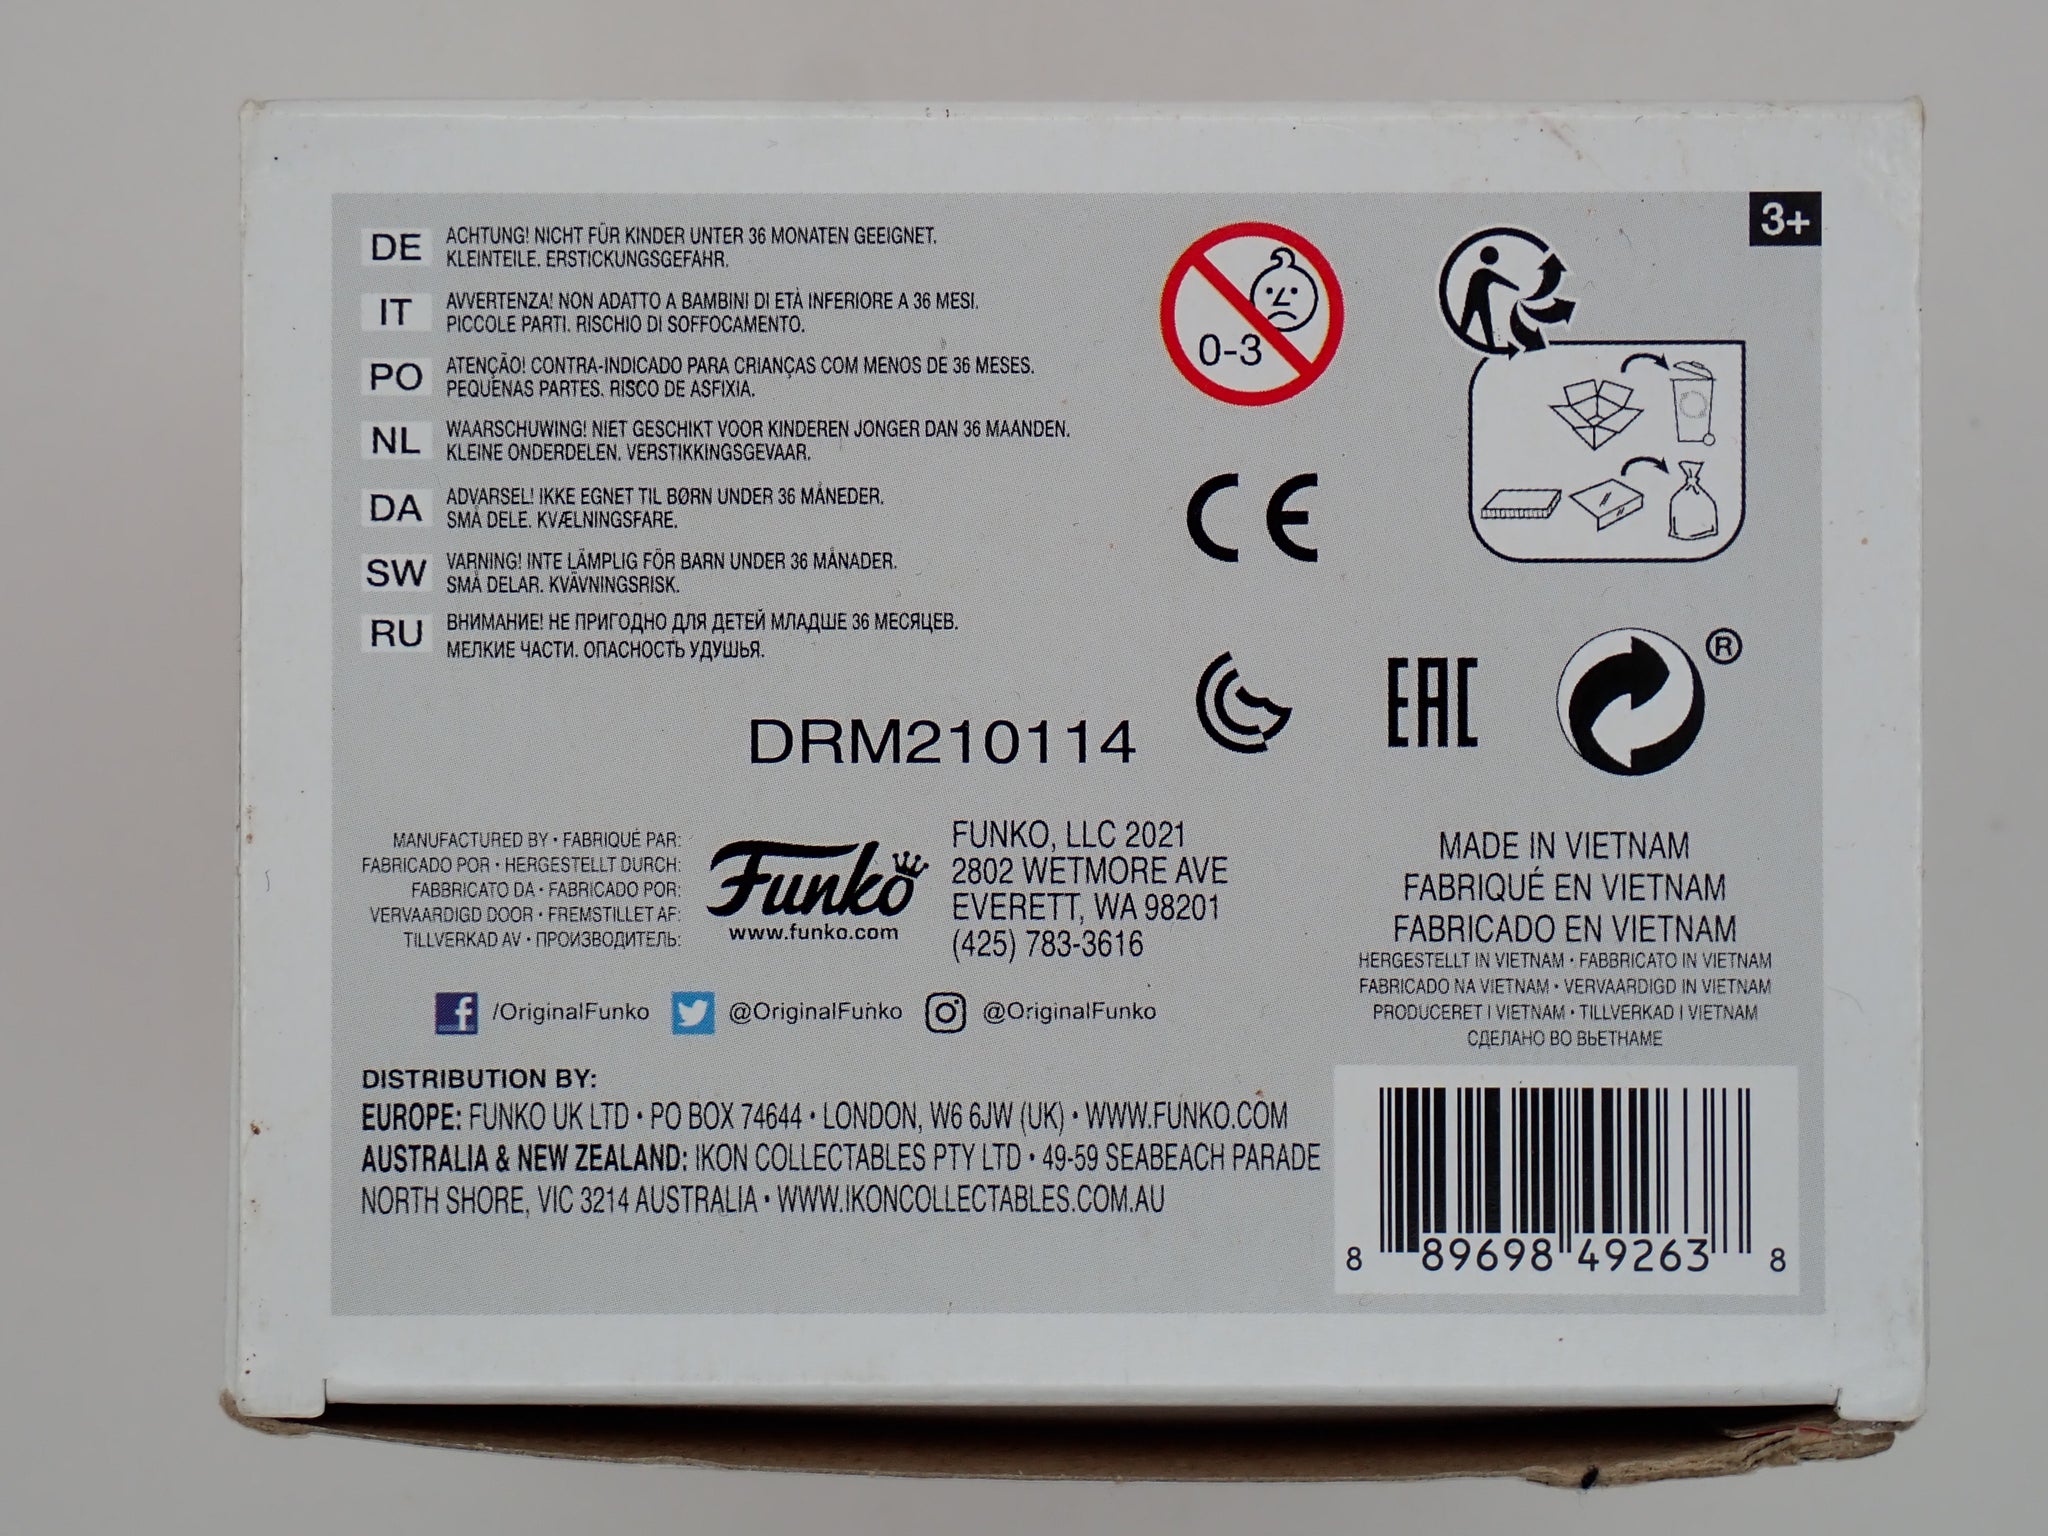 3+
DE
ACHTUNG! NICHT FÜR KINDER UNTER 36 MONATEN GEEIGNET.
KLEINTEILE. ERSTICKUNGSGEFAHR.
IT
AVVERTENZA! NON ADATTO A BAMBINI DI ETÀ INFERIORE A 36 MESI.
PICCOLE PARTI. RISCHIO DI SOFFOCAMENTO.
PO
ATENÇÃO! CONTRA-INDICADO PARA CRIANÇAS COM MENOS DE 36 MESES.
PEQUENAS PARTES. RISCO DE ASFIXIA.
NL
WAARSCHUWING! NIET GESCHIKT VOOR KINDEREN JONGER DAN 36 MAANDEN.
KLEINE ONDERDELEN. VERSTIKKINGSGEVAAR.
DA
ADVARSEL! IKKE EGNET TIL BØRN UNDER 36 MÅNEDER.
SMÅ DELE. KVÆLNINGSFARE.
SW
VARNING! INTE LÄMPLIG FÖR BARN UNDER 36 MÅNADER.
SMÅ DELAR. KVÄVNINGSRISK.
RU
ВНИМАНИЕ! НЕ ПРИГОДНО ДЛЯ ДЕТЕЙ МЛАДШЕ 36 МЕСЯЦЕВ.
МЕЛКИЕ ЧАСТИ. ОПАСНОСТЬ УДУШЬЯ.
0-3
CE
EAC
®
DRM210114
MANUFACTURED BY • FABRIQUÉ PAR:
FABRICADO POR • HERGESTELLT DURCH:
FABBRICATO DA • FABRICADO POR:
VERVAARDIGD DOOR • FREMSTILLET AF:
TILLVERKAD AV • ПРОИЗВОДИТЕЛЬ:
Funko
www.funko.com
FUNKO, LLC 2021
2802 WETMORE AVE
EVERETT, WA 98201
(425) 783-3616
MADE IN VIETNAM
FABRIQUÉ EN VIETNAM
FABRICADO EN VIETNAM
HERGESTELLT IN VIETNAM • FABBRICATO IN VIETNAM
FABRICADO NA VIETNAM • VERVAARDIGD IN VIETNAM
PRODUCERET I VIETNAM • TILLVERKAD I VIETNAM
СДЕЛАНО ВО ВЬЕТНАМЕ
f /OriginalFunko @OriginalFunko @OriginalFunko
DISTRIBUTION BY:
EUROPE: FUNKO UK LTD • PO BOX 74644 • LONDON, W6 6JW (UK) • WWW.FUNKO.COM
AUSTRALIA & NEW ZEALAND: IKON COLLECTABLES PTY LTD • 49-59 SEABEACH PARADE
NORTH SHORE, VIC 3214 AUSTRALIA • WWW.IKONCOLLECTABLES.COM.AU
8 89698 49263 8